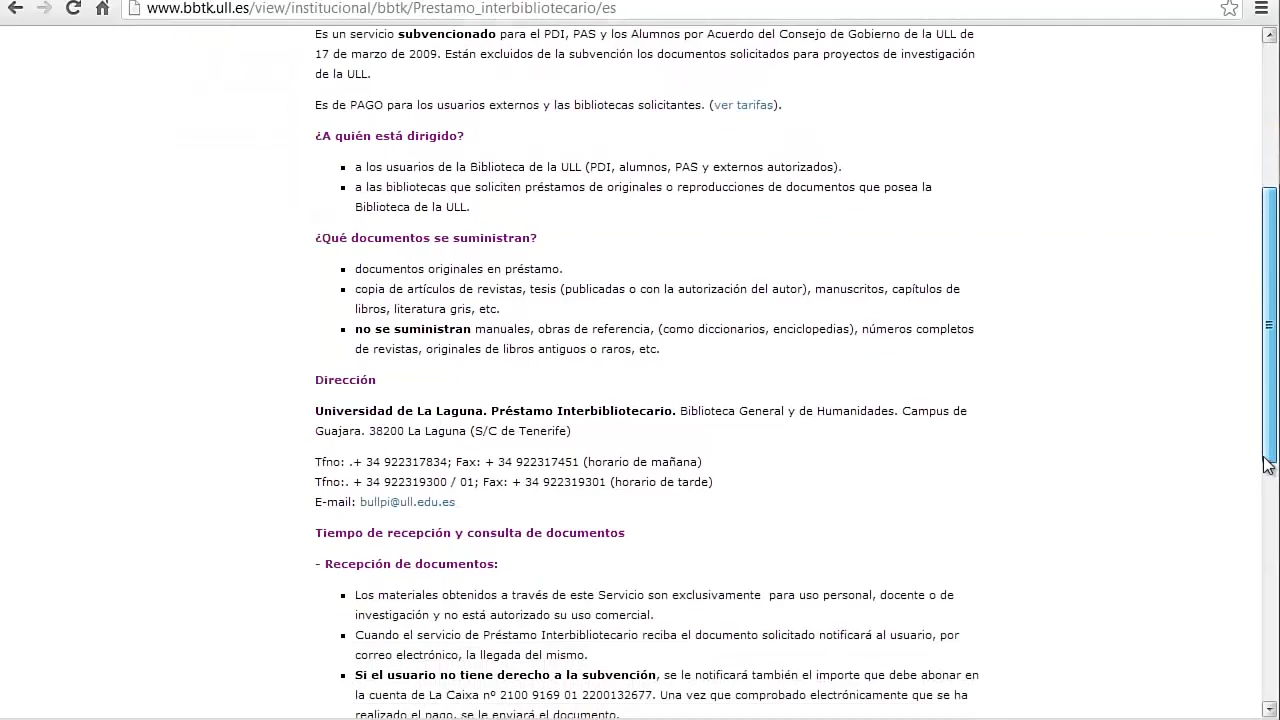 www.bbtk.ull.es/view/institucional/bbtk/Prestamo_interbibliotecario/es
Es un servicio subvencionado para el PDI, PAS y los Alumnos por Acuerdo del Consejo de Gobierno de la ULL de
17 de marzo de 2009. Están excluidos de la subvención los documentos solicitados para proyectos de investigación
de la ULL.
Es de PAGO para los usuarios externos y las bibliotecas solicitantes. (ver tarifas).
¿A quién está dirigido?
a los usuarios de la Biblioteca de la ULL (PDI, alumnos, PAS y externos autorizados).
a las bibliotecas que soliciten préstamos de originales o reproducciones de documentos que posea la
Biblioteca de la ULL.
¿Qué documentos se suministran?
documentos originales en préstamo.
copia de artículos de revistas, tesis (publicadas o con la autorización del autor), manuscritos, capítulos de
libros, literatura gris, etc.
no se suministran manuales, obras de referencia, (como diccionarios, enciclopedias), números completos
de revistas, originales de libros antiguos o raros, etc.
Dirección
Universidad de La Laguna. Préstamo Interbibliotecario. Biblioteca General y de Humanidades. Campus de
Guajara. 38200 La Laguna (S/C de Tenerife)
Tfno: .+ 34 922317834; Fax: + 34 922317451 (horario de mañana)
Tfno:. + 34 922319300 / 01; Fax: + 34 922319301 (horario de tarde)
E-mail: bullpi@ull.edu.es
Tiempo de recepción y consulta de documentos
- Recepción de documentos:
Los materiales obtenidos a través de este Servicio son exclusivamente  para uso personal, docente o de
investigación y no está autorizado su uso comercial.
Cuando el servicio de Préstamo Interbibliotecario reciba el documento solicitado notificará al usuario, por
correo electrónico, la llegada del mismo.
Si el usuario no tiene derecho a la subvención, se le notificará también el importe que debe abonar en
la cuenta de La Caixa nº 2100 9169 01 2200132677. Una vez que comprobado electrónicamente que se ha
realizado el pago, se le enviará el documento.